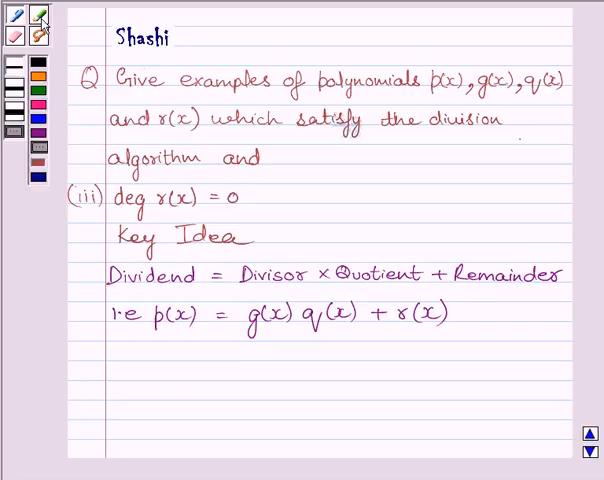 Shashi
Q Give examples of polynomials p(x), g(x), q(x)
and r(x) which satisfy the division
algorithm and
(iii) deg r(x) = 0
Key Idea
Dividend = Divisor × Quotient + Remainder
i.e p(x) = g(x) q(x) + r(x)